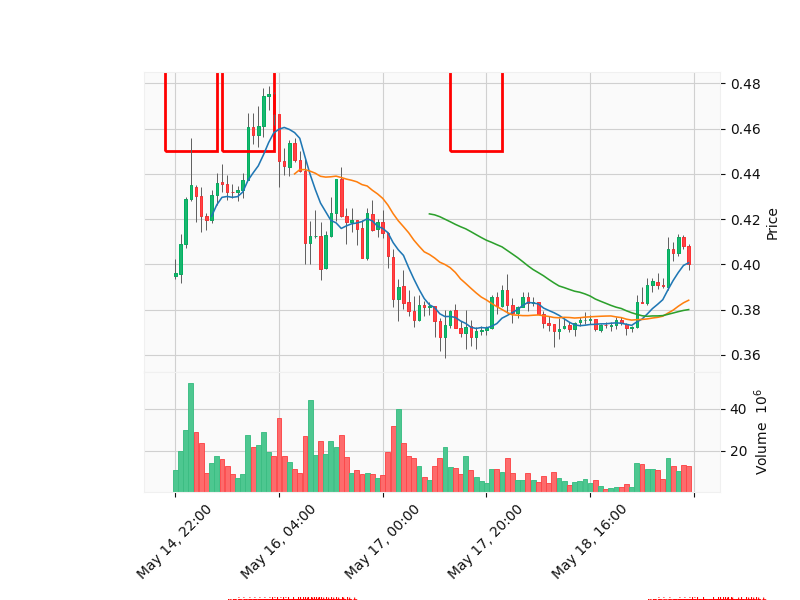 0.48
0.46
0.44
0.42
0.40
0.38
0.36
Price
40
20
Volume 10^6
May 14, 22:00
May 16, 04:00
May 17, 00:00
May 17, 20:00
May 18, 16:00